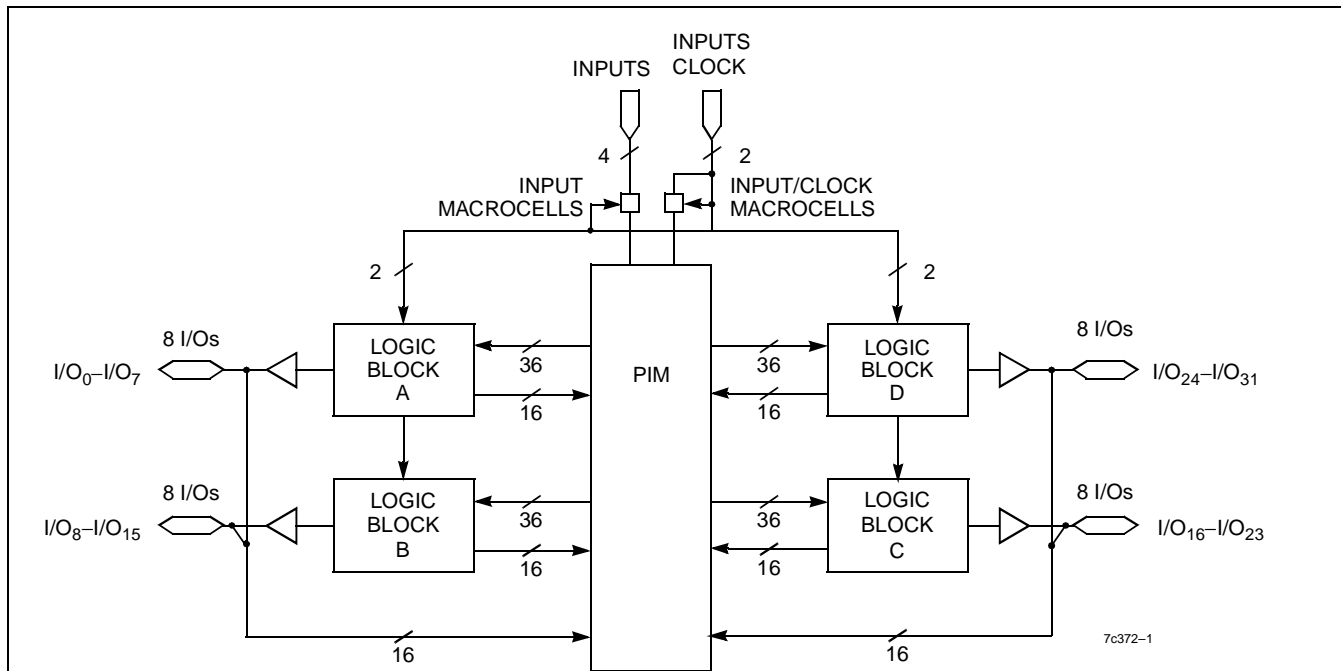 INPUTS
INPUTS
CLOCK
4
2
INPUT
MACROCELLS
INPUT/CLOCK
MACROCELLS
2
2
8 I/Os
I/O0–I/O7
LOGIC
BLOCK
A
36
16
PIM
36
16
LOGIC
BLOCK
D
8 I/Os
I/O24–I/O31
8 I/Os
I/O8–I/O15
LOGIC
BLOCK
B
36
16
36
16
LOGIC
BLOCK
C
8 I/Os
I/O16–I/O23
16
16
7c372–1